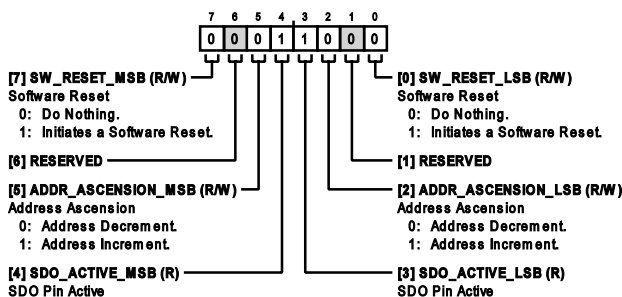 7 6 5 4 3 2 1 0
0 0 0 1 1 0 0 0
[7] SW_RESET_MSB (R/W)
Software Reset
0: Do Nothing.
1: Initiates a Software Reset.
[6] RESERVED
[5] ADDR_ASCENSION_MSB (R/W)
Address Ascension
0: Address Decrement.
1: Address Increment.
[4] SDO_ACTIVE_MSB (R)
SDO Pin Active
[0] SW_RESET_LSB (R/W)
Software Reset
0: Do Nothing.
1: Initiates a Software Reset.
[1] RESERVED
[2] ADDR_ASCENSION_LSB (R/W)
Address Ascension
0: Address Decrement.
1: Address Increment.
[3] SDO_ACTIVE_LSB (R)
SDO Pin Active